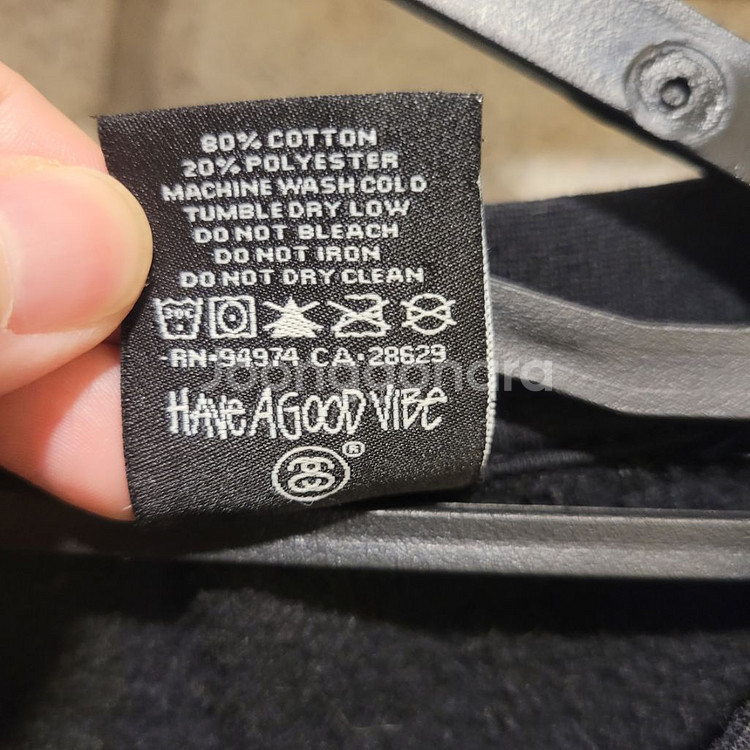 80% COTTON
20% POLYESTER
MACHINE WASH COLD
TUMBLE DRY LOW
DO NOT BLEACH
DO NOT IRON
DO NOT DRY CLEAN
-RN-94974 CA-28629
HAVE A GOOD VIBE
®